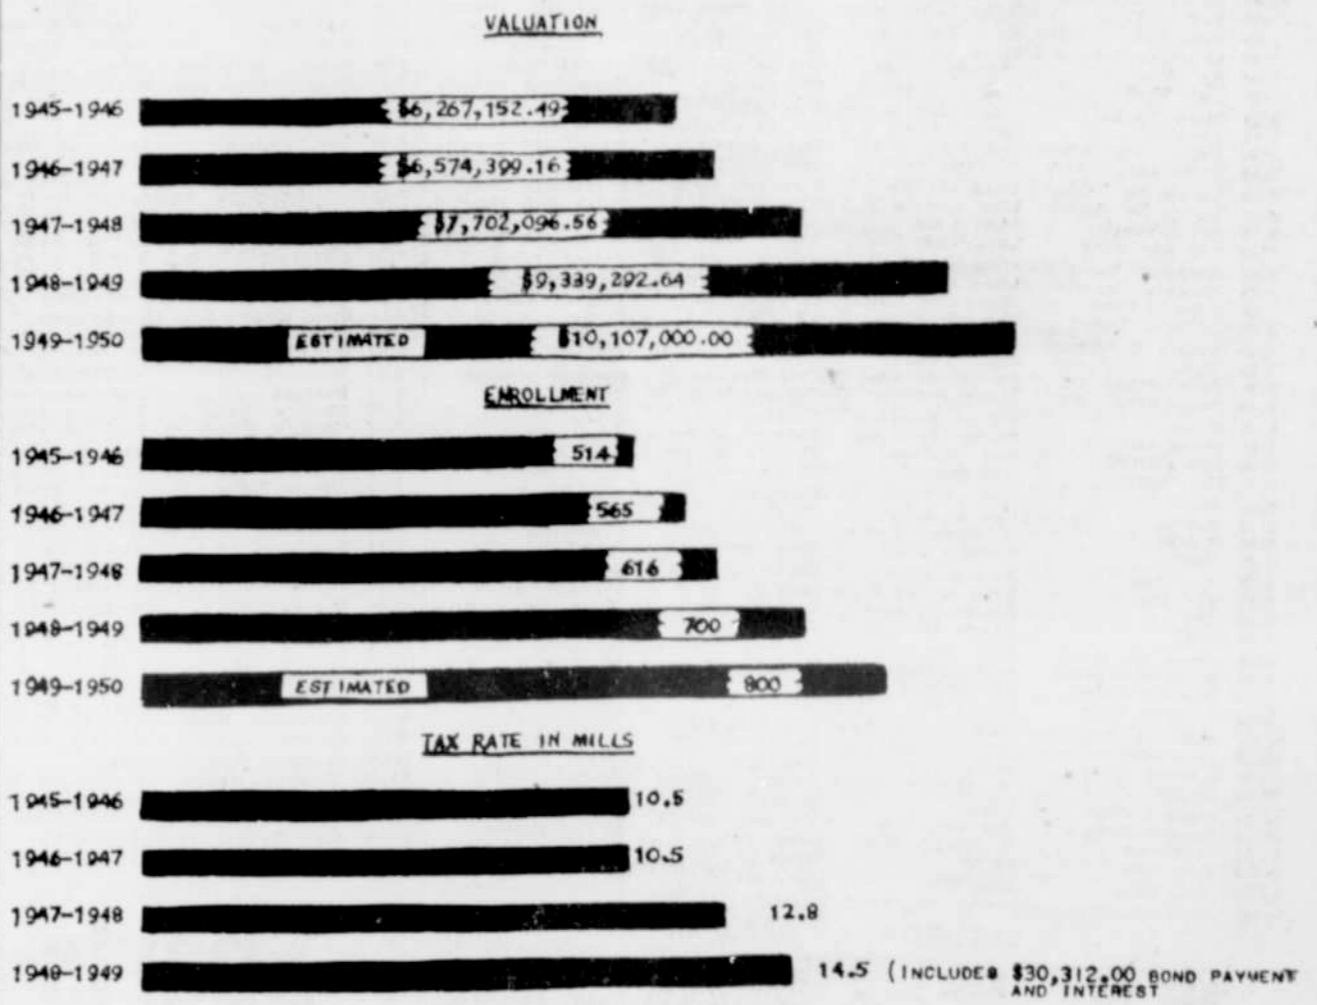 VALUATION
1945-1946 $6,267,152.49
1946-1947 $6,574,399.16
1947-1948 $7,702,096.56
1948-1949 $9,339,292.64
1949-1950 ESTIMATED $10,107,000.00
ENROLLMENT
1945-1946 514
1946-1947 565
1947-1948 616
1948-1949 700
1949-1950 ESTIMATED 800
TAX RATE IN MILLS
1945-1946 10.5
1946-1947 10.5
1947-1948 12.8
1948-1949 14.5 (INCLUDES $30,312.00 BOND PAYMENT
AND INTEREST